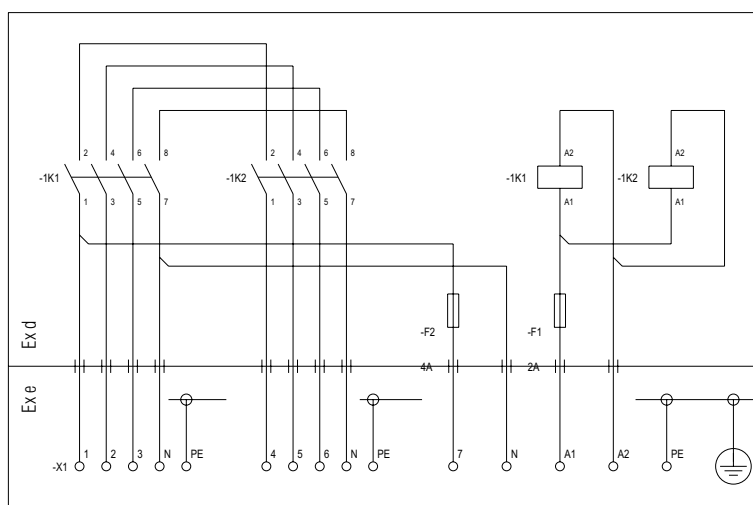 2 4 6 8 2 4 6 8 A2 A2
-1K1 -1K2 -1K1 -1K2
1 3 5 7 1 3 5 7 A1 A1
-F2 -F1
Ex d
4A 2A
Ex e
-X1 1 2 3 N PE 4 5 6 N PE 7 N A1 A2 PE